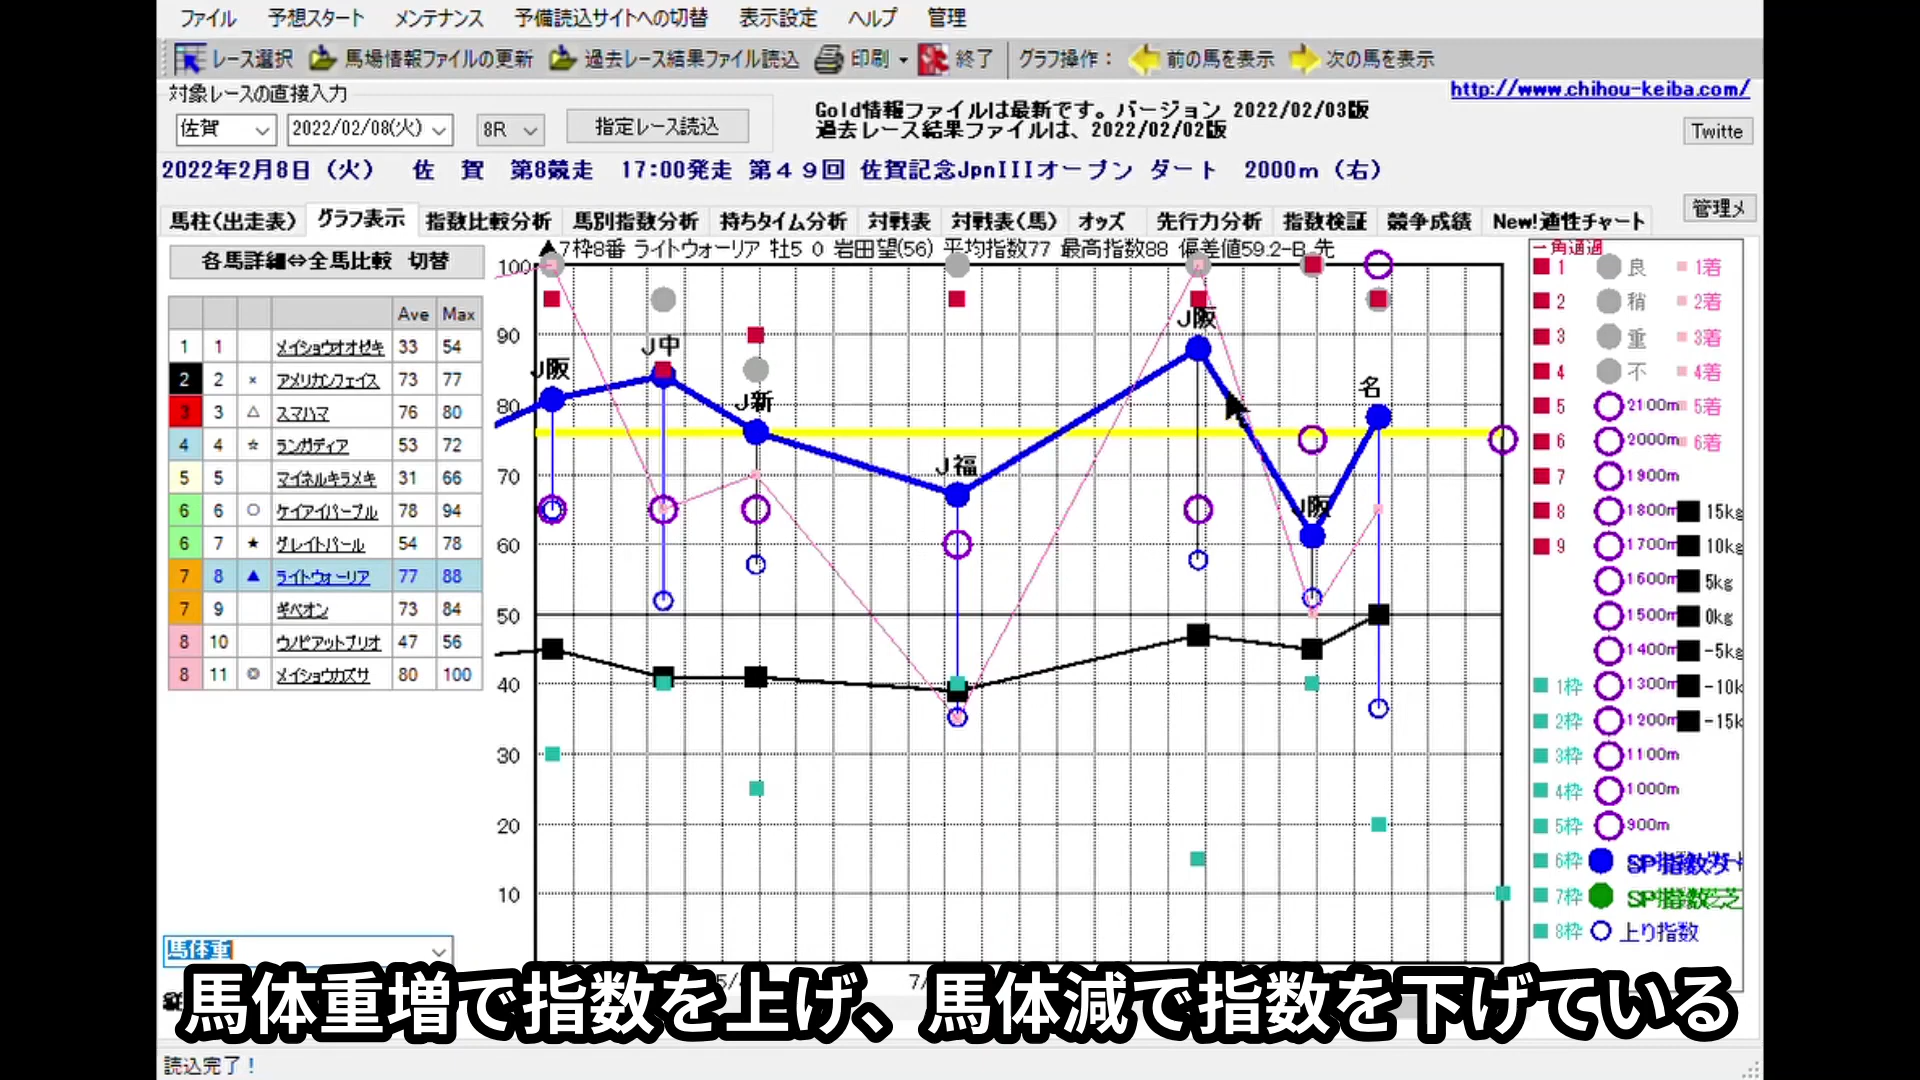 ファイル 予想スタート メンテナンス 予備読込サイトへの切替 表示設定 ヘルプ 管理
レース選択 馬場情報ファイルの更新 過去レース結果ファイル読込 印刷 終了 グラフ操作： 前の馬を表示 次の馬を表示
対象レースの直接入力
http://www.chihou-keiba.com/
佐賀 2022/02/08(火) 8R 指定レース読込
Gold情報ファイルは最新です。バージョン 2022/02/03版
過去レース結果ファイルは、2022/02/02版
Twitte
2022年2月8日（火） 佐 賀 第8競走 17:00発走 第４９回 佐賀記念JpnIIIオープン ダート 2000m（右）
管理メ
馬柱(出走表) グラフ表示 指数比較分析 馬別指数分析 持ちタイム分析 対戦表 対戦表(馬) オッズ 先行力分析 指数検証 競争成績 New!適性チャート
各馬詳細⇔全馬比較 切替
▲7枠8番 ライトウォーリア 牡5 0 岩田望(56) 平均指数77 最高指数88 偏差値59.2-B 先
Ave Max
1 1 メイショウオオゼキ 33 54
2 2 × アメリカンフェイス 73 77
3 3 △ スマハマ 76 80
4 4 ☆ ランガディア 53 72
5 5 マイネルキラメキ 31 66
6 6 ○ ケイアイパープル 78 94
6 7 ★ グレイトパール 54 78
7 8 ▲ ライトウォーリア 77 88
7 9 ギベオン 73 84
8 10 ウノピアットブリオ 47 56
8 11 ◎ メイショウカズサ 80 100
100
90
80
70
60
50
40
30
20
10
J阪
J中
J新
J福
J阪
J阪
名
一角通過
1 良 1着
2 稍 2着
3 重 3着
4 不 4着
5 2100m 5着
6 2000m 6着
7 1900m
8 1800m 15kg
9 1700m 10kg
1600m 5kg
1500m 0kg
1400m -5kg
1枠 1300m -10k
2枠 1200m -15k
3枠 1100m
4枠 1000m
5枠 900m
6枠 SP指数ダート
7枠 SP指数芝
8枠 上り指数
馬体重
馬体重増で指数を上げ、馬体減で指数を下げている
読込完了！